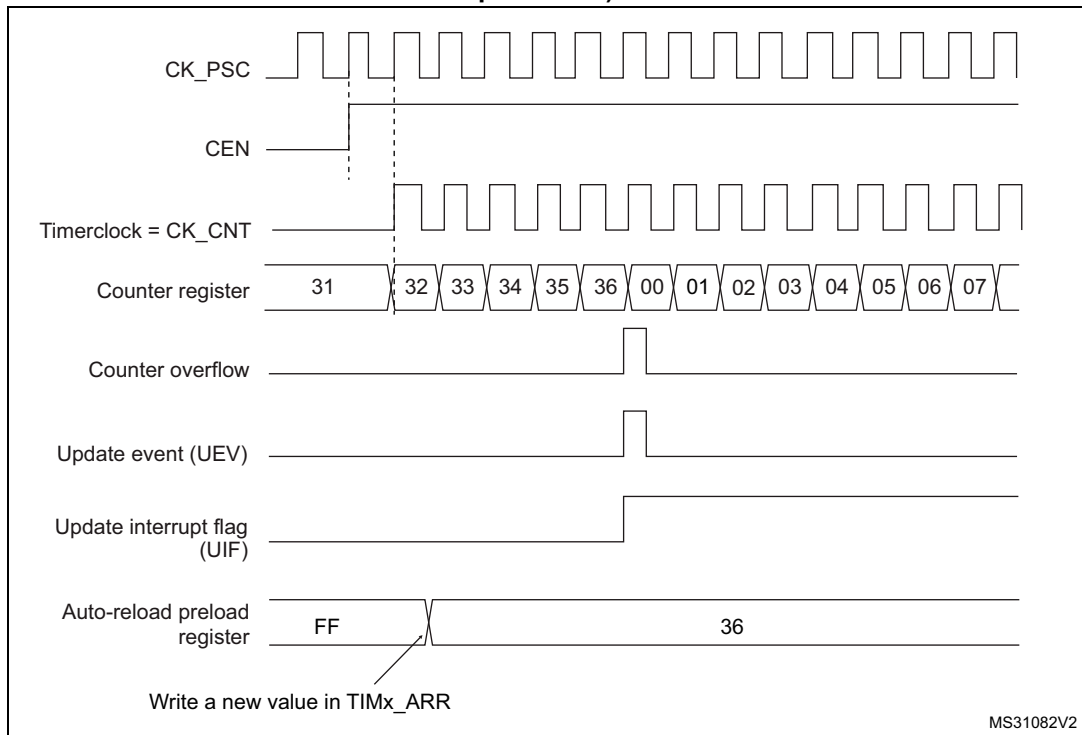 CK_PSC
CEN
Timerclock = CK_CNT
Counter register 31 32 33 34 35 36 00 01 02 03 04 05 06 07
Counter overflow
Update event (UEV)
Update interrupt flag
(UIF)
Auto-reload preload
register FF 36
Write a new value in TIMx_ARR
MS31082V2